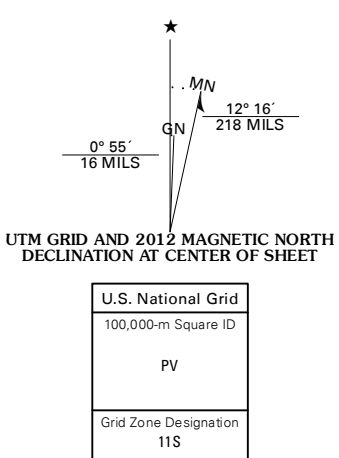 ★
MN
GN
12° 16´
218 MILS
0° 55´
16 MILS
UTM GRID AND 2012 MAGNETIC NORTH
DECLINATION AT CENTER OF SHEET
U.S. National Grid
100,000-m Square ID
PV
Grid Zone Designation
11S